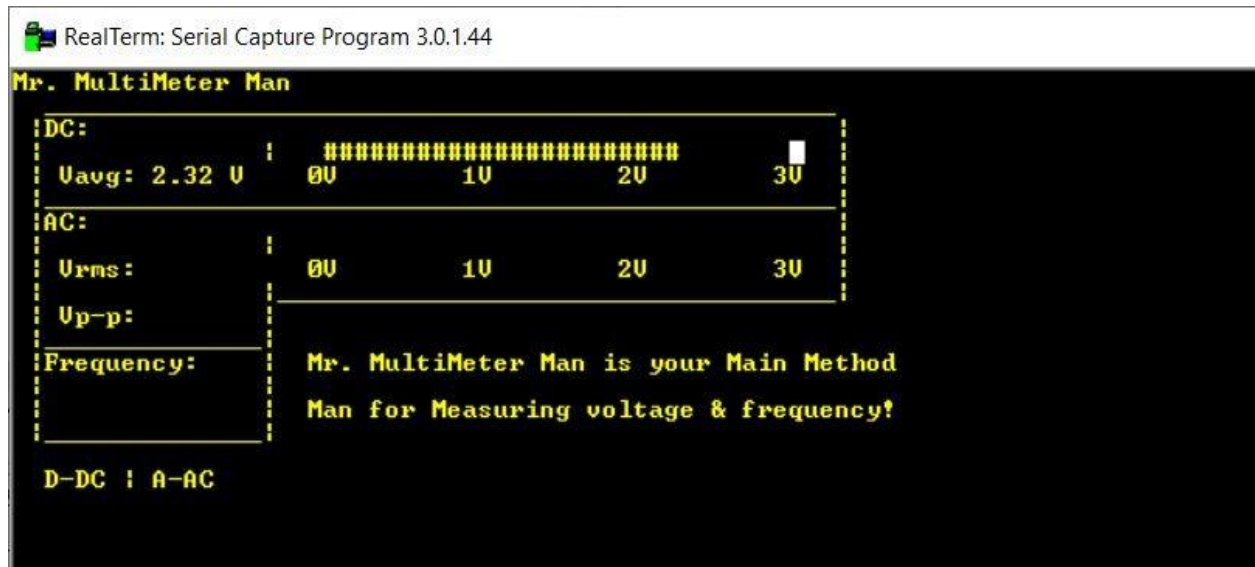 RealTerm: Serial Capture Program 3.0.1.44
Mr. MultiMeter Man
DC:
#######################
Vavg: 2.32 V 0V 1V 2V 3V
AC:
Vrms: 0V 1V 2V 3V
Vp-p:
Frequency: Mr. MultiMeter Man is your Main Method
Man for Measuring voltage & frequency!
D-DC ¦ A-AC